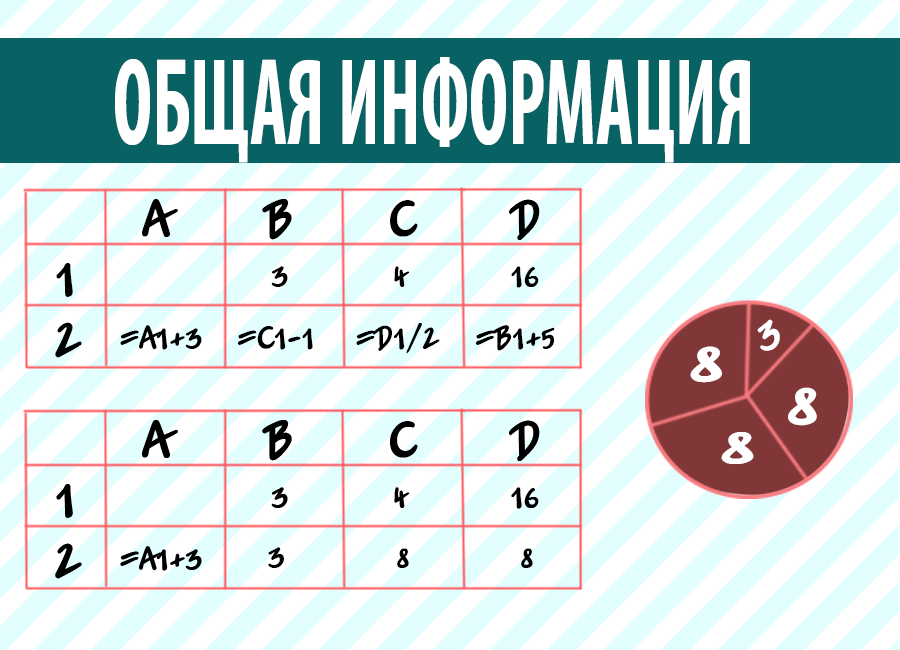 ОБЩАЯ ИНФОРМАЦИЯ
A B C D
1 3 4 16
2 =A1+3 =C1-1 =D1/2 =B1+5
A B C D
1 3 4 16
2 =A1+3 3 8 8
8 3
8
8